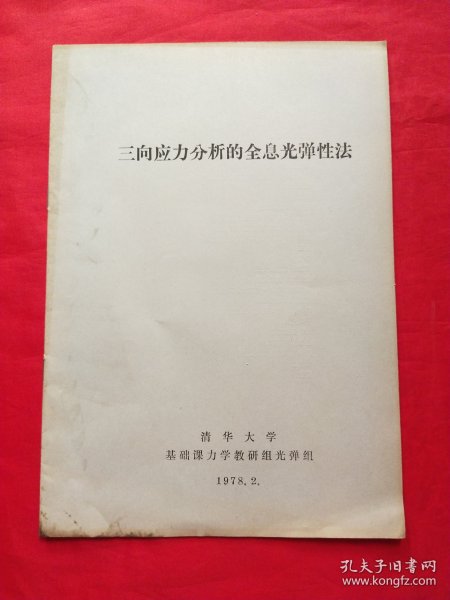 三向应力分析的全息光弹性法
清华大学
基础课力学教研组光弹组
1978.2.
孔夫子旧书网
www.kongfz.com